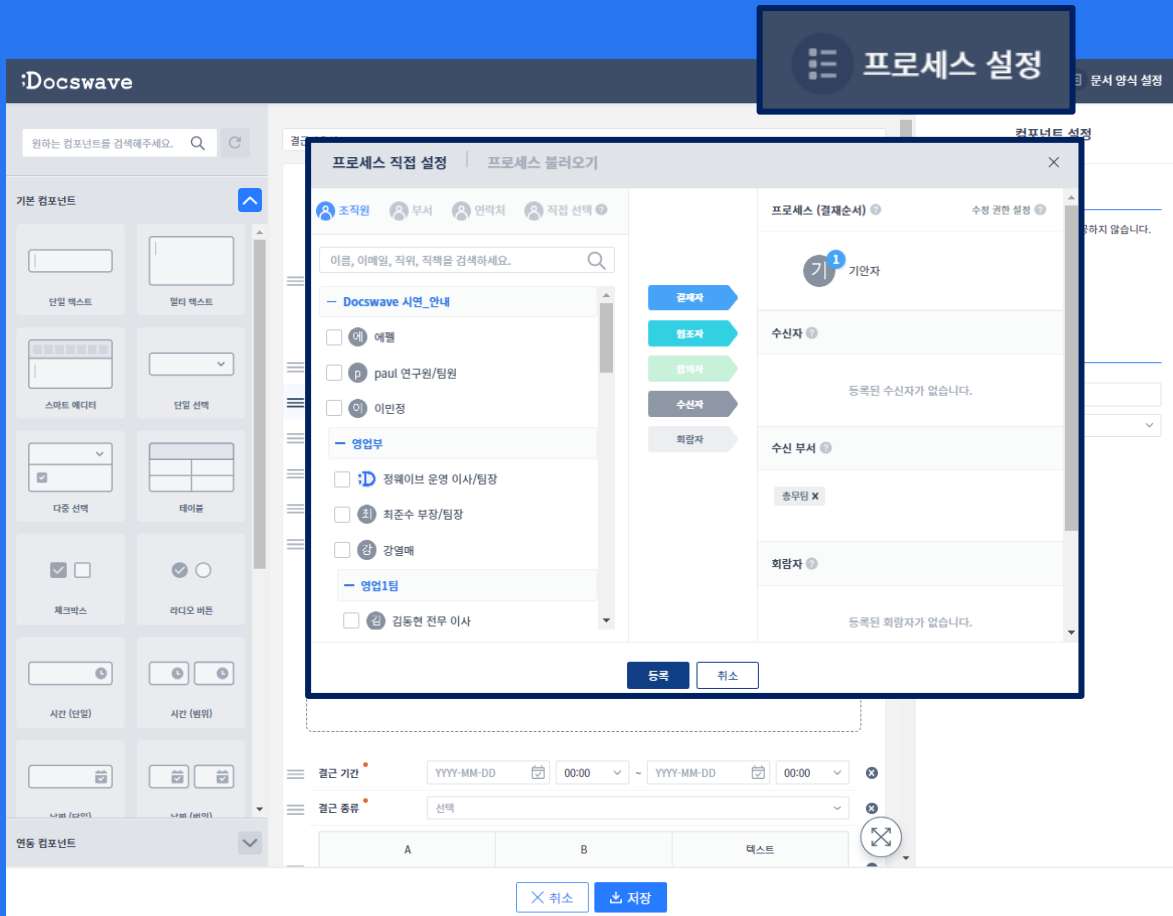 프로세스 설정
Docswave
문서 양식 설정
원하는 컴포넌트를 검색해주세요.
컴포넌트 설정
기본 컴포넌트
단일 텍스트
멀티 텍스트
스마트 에디터
단일 선택
다중 선택
테이블
체크박스
라디오 버튼
시간 (단일)
시간 (범위)
연동 컴포넌트
프로세스 직접 설정
프로세스 불러오기
조직원
부서
연락처
직접 선택
이름, 이메일, 직위, 직책을 검색하세요.
Docswave 시연_안내
에 에펠
p paul 연구원/팀원
이 이민정
영업부
정웨이브 운영 이사/팀장
최 최준수 부장/팀장
강 강열매
영업1팀
김 김동현 전무 이사
결재자
협조자
합의자
수신자
회람자
프로세스 (결재순서)
수정 권한 설정
기 1 기안자
수신자
등록된 수신자가 없습니다.
수신 부서
총무팀 x
회람자
등록된 회람자가 없습니다.
등록
취소
하지 않습니다.
결근 기간
YYYY-MM-DD
00:00
~
YYYY-MM-DD
00:00
결근 종류
선택
A
B
텍스트
취소
저장